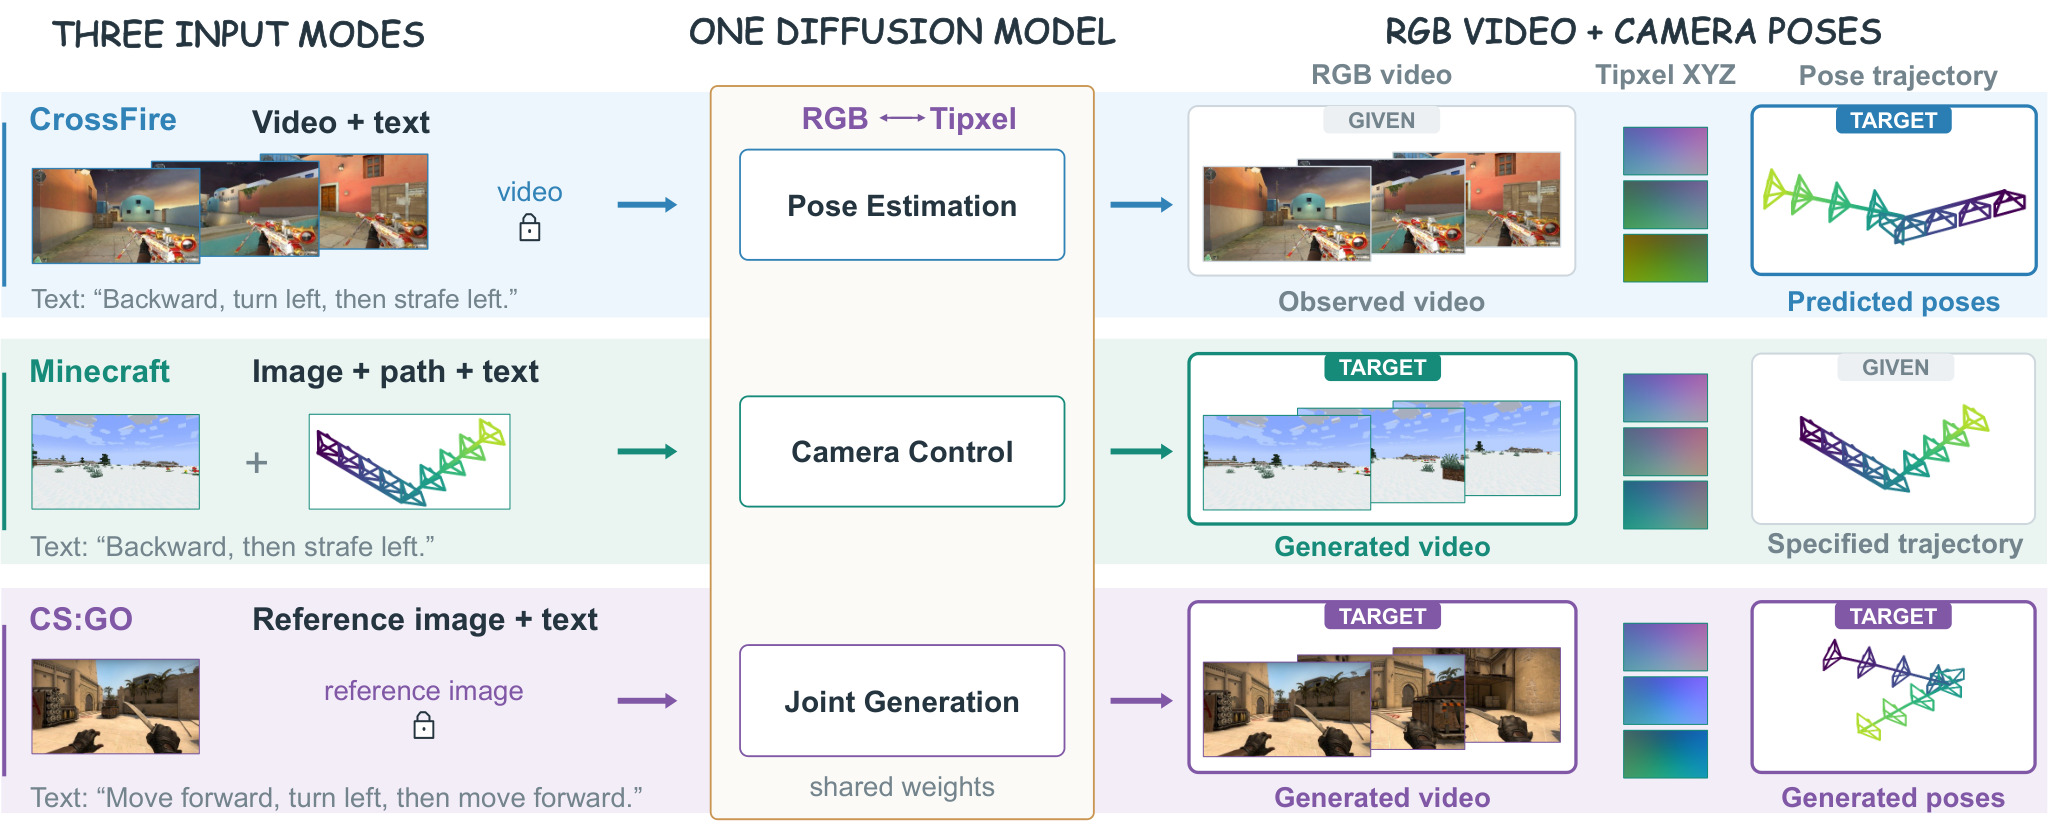 THREE INPUT MODES
ONE DIFFUSION MODEL
RGB VIDEO + CAMERA POSES
RGB video
Tipxel XYZ
Pose trajectory
CrossFire
Video + text
video
Text: “Backward, turn left, then strafe left.”
RGB ⟷ Tipxel
Pose Estimation
GIVEN
Observed video
TARGET
Predicted poses
Minecraft
Image + path + text
+
Text: “Backward, then strafe left.”
Camera Control
TARGET
Generated video
GIVEN
Specified trajectory
CS:GO
Reference image + text
reference image
Text: “Move forward, turn left, then move forward.”
Joint Generation
shared weights
TARGET
Generated video
TARGET
Generated poses